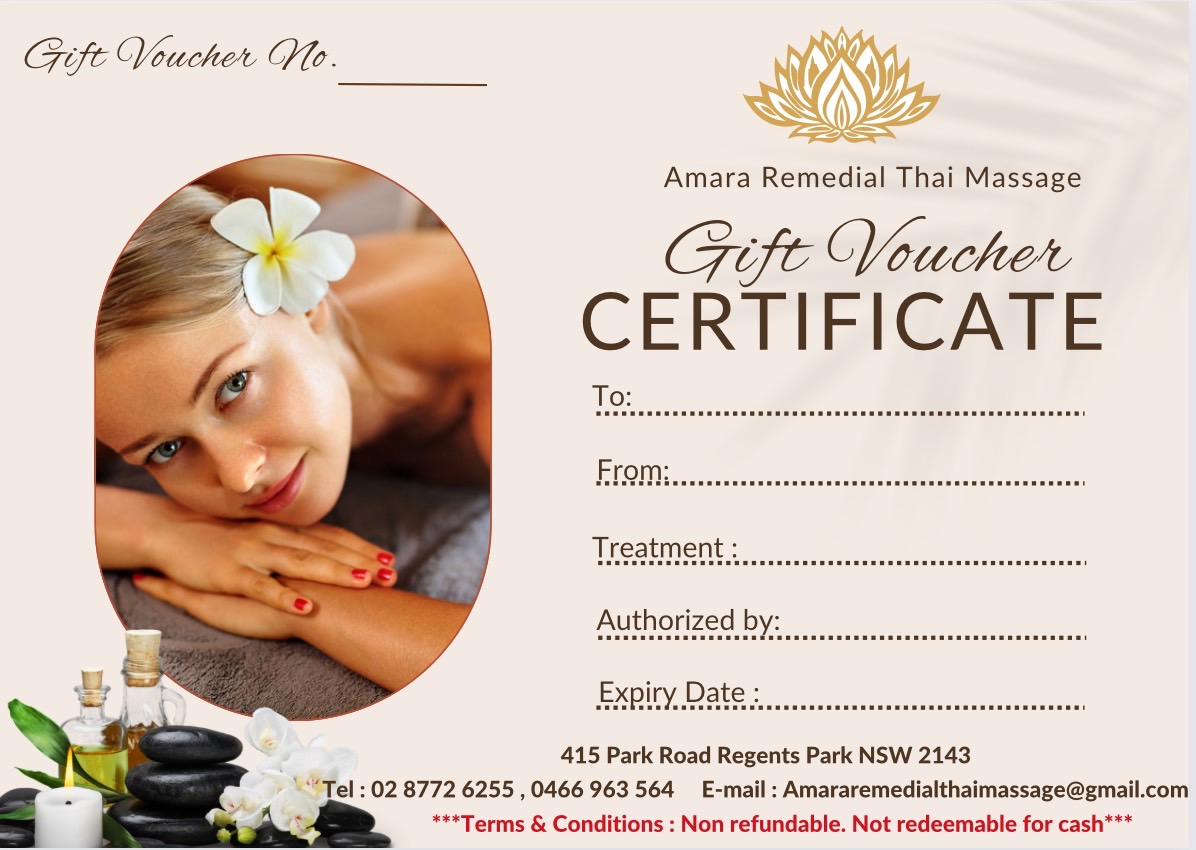 Gift Voucher No.
Amara Remedial Thai Massage
Gift Voucher
CERTIFICATE
To:
From:
Treatment :
Authorized by:
Expiry Date :
415 Park Road Regents Park NSW 2143
Tel : 02 8772 6255 , 0466 963 564 E-mail : Amararemedialthaimassage@gmail.com
***Terms & Conditions : Non refundable. Not redeemable for cash***